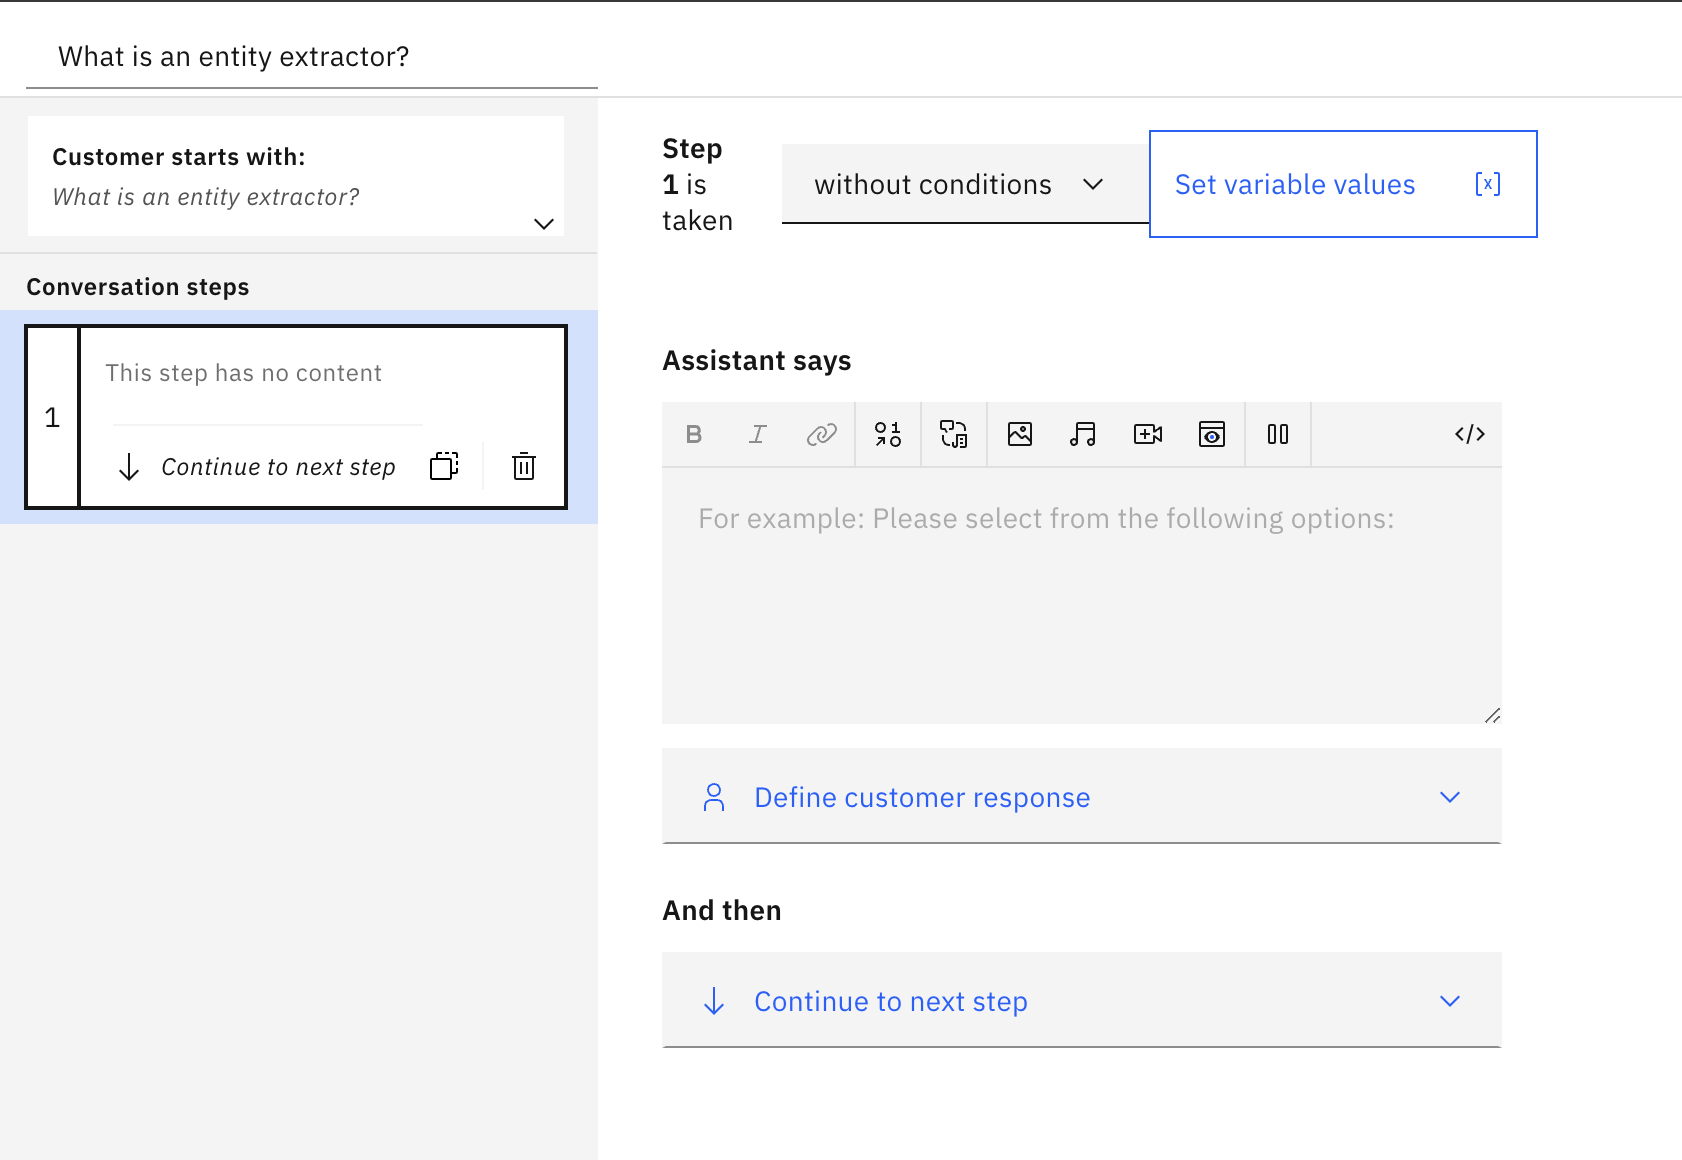 What is an entity extractor?
Customer starts with:
What is an entity extractor?
Conversation steps
1
This step has no content
Continue to next step
Step
1 is
taken
without conditions
Set variable values
[x]
Assistant says
B
I
For example: Please select from the following options:
Define customer response
And then
Continue to next step